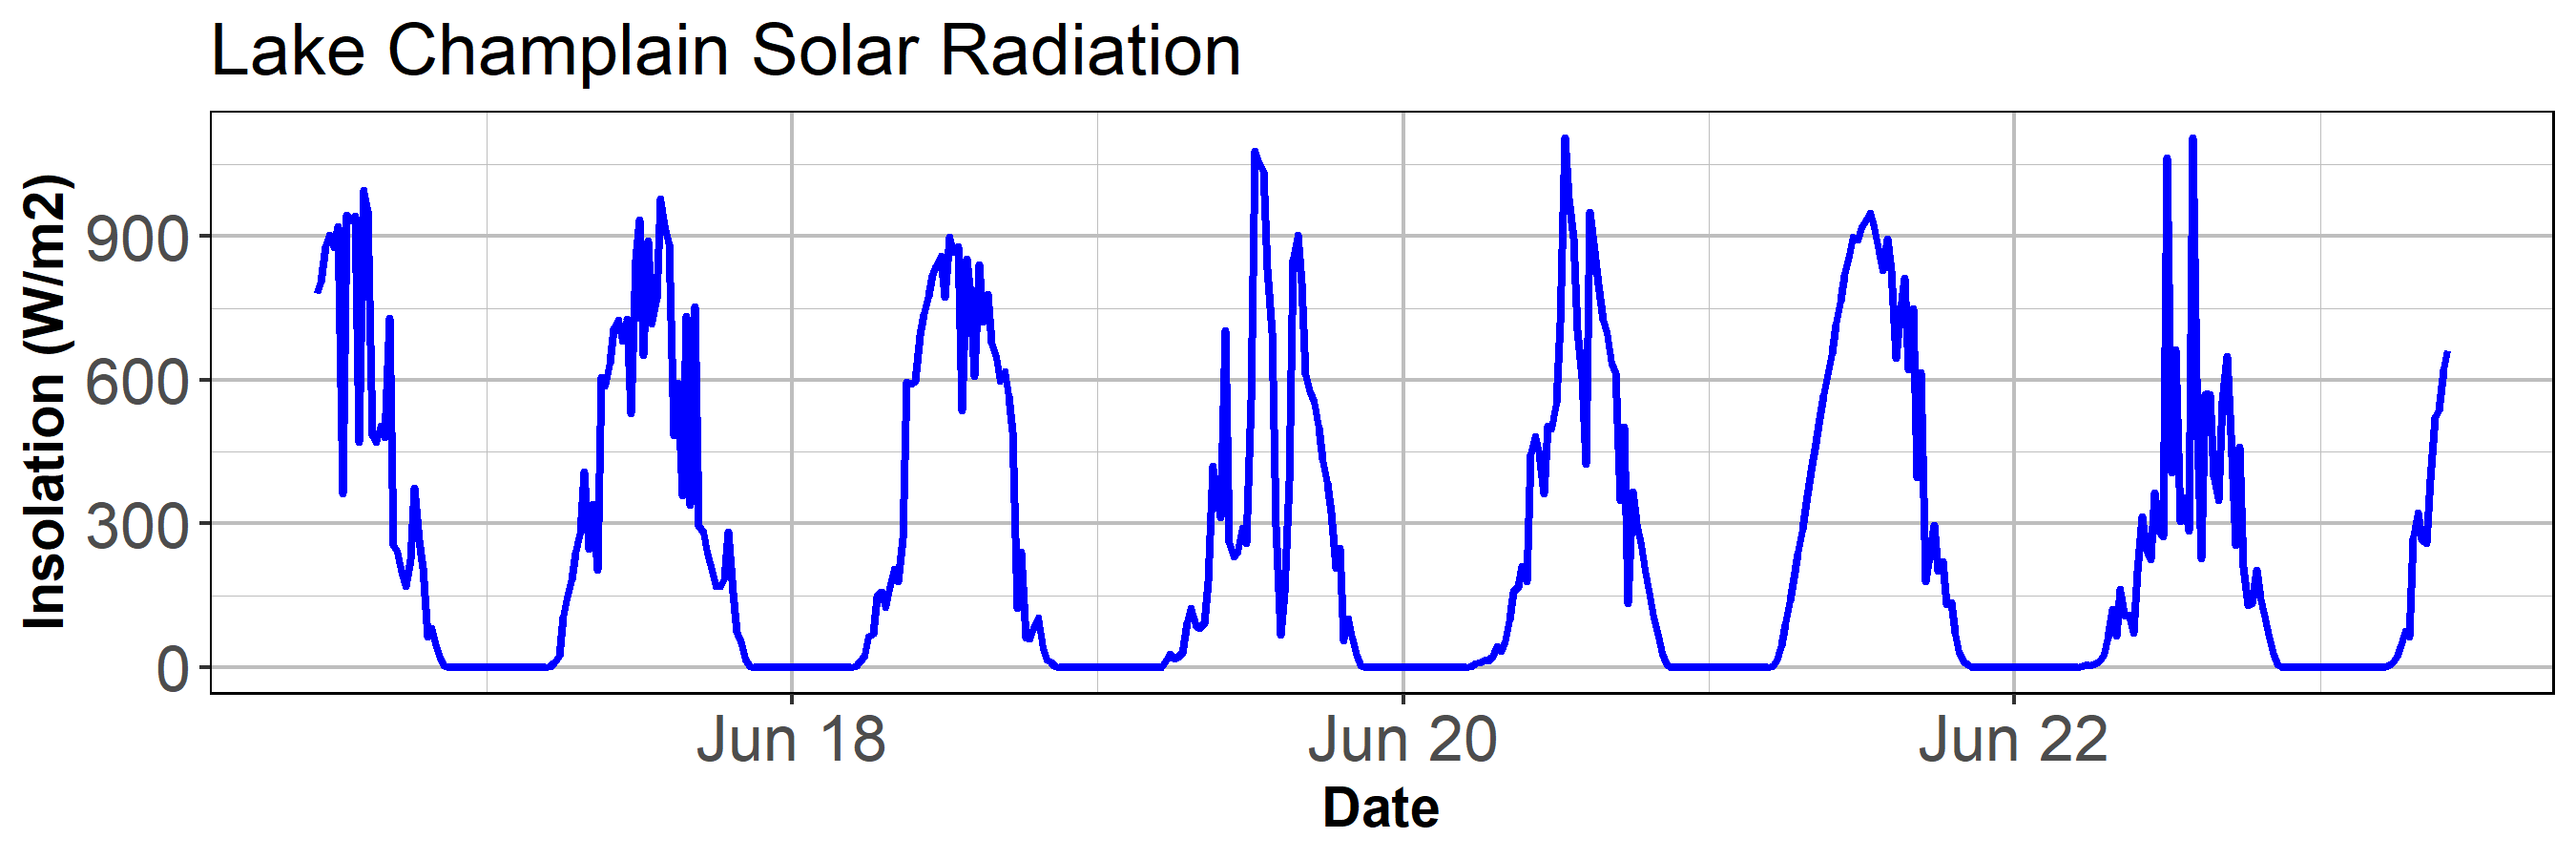 Lake Champlain Solar Radiation
Insolation (W/m2)
900
600
300
0
Jun 18
Jun 20
Jun 22
Date